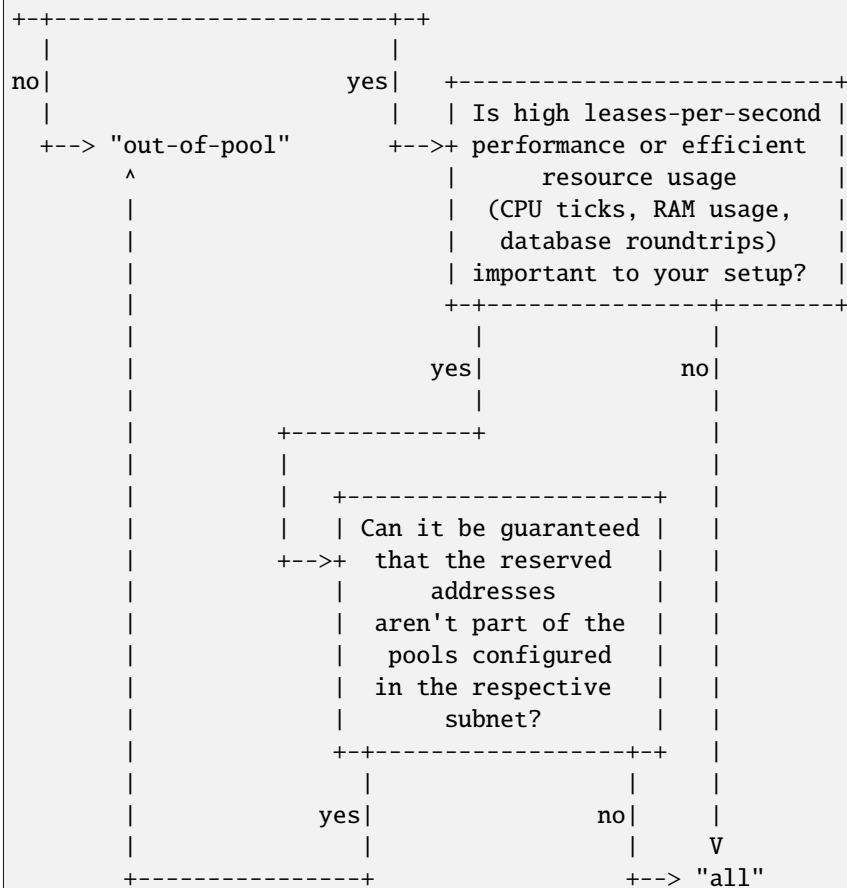 no| yes|
| Is high leases-per-second |
+--> "out-of-pool" +-->+ performance or efficient |
^ | resource usage |
| | (CPU ticks, RAM usage, |
| | database roundtrips) |
| | important to your setup? |
yes| no|
| | | Can it be guaranteed | |
| +-->+ that the reserved | |
| | addresses | |
| | aren't part of the | |
| | pools configured | |
| | in the respective | |
| | subnet? | |
| yes| no| |
| | | V
+----------------+ +--> "all"